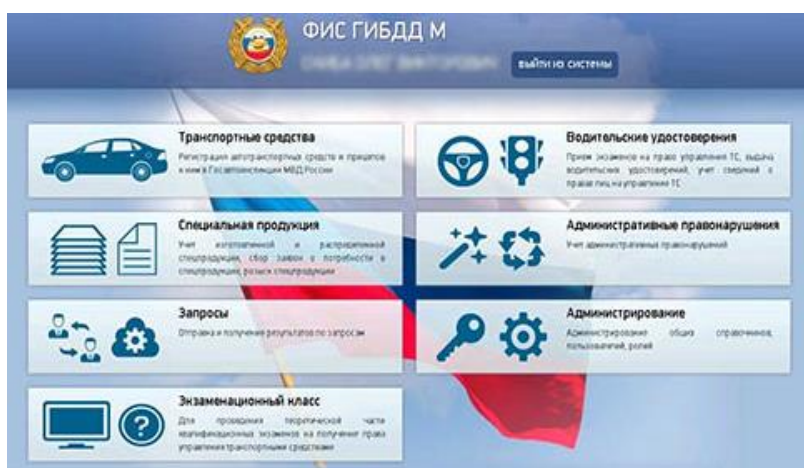 ФИС ГИБДД М
выйти из системы
Транспортные средства
Регистрация автотранспортных средств и прицепов
к ним в Госавтоинспекции МВД России
Водительские удостоверения
Прием экзаменов на право управления ТС, выдача
водительских удостоверений, учет сведений о
правах лиц на управление ТС
Специальная продукция
Учет изготовленной и распределенной
спецпродукции, сбор заявок о потребности в
спецпродукции, розыск спецпродукции
Административные правонарушения
Учет административных правонарушений
Запросы
Отправка и получение результатов по запросам
Администрирование
Администрирование общих справочников,
пользователей, ролей
Экзаменационный класс
Для проведения теоретической части
квалификационных экзаменов на получение права
управления транспортными средствами